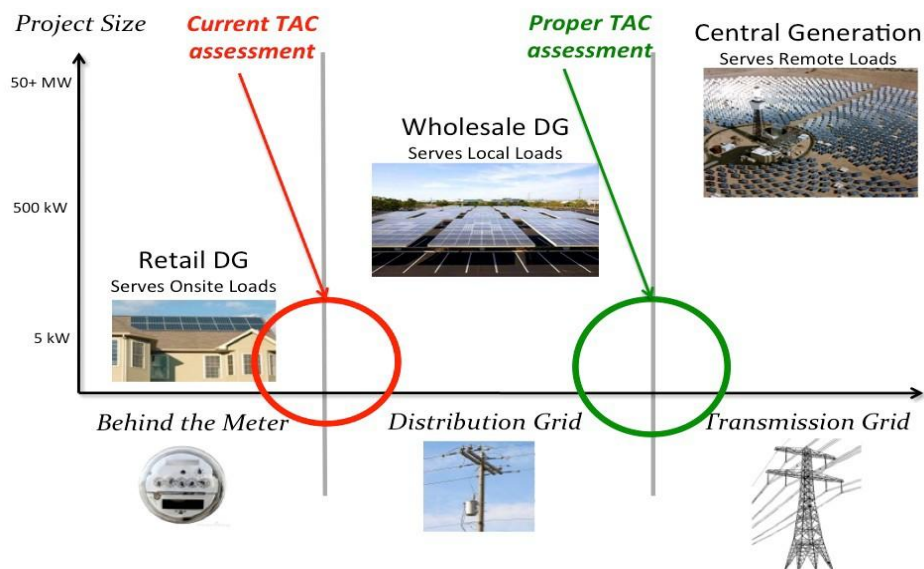 Project Size
Current TAC
assessment
Proper TAC
assessment
Central Generation
Serves Remote Loads
50+ MW
Wholesale DG
Serves Local Loads
500 kW
Retail DG
Serves Onsite Loads
5 kW
Behind the Meter
Distribution Grid
Transmission Grid